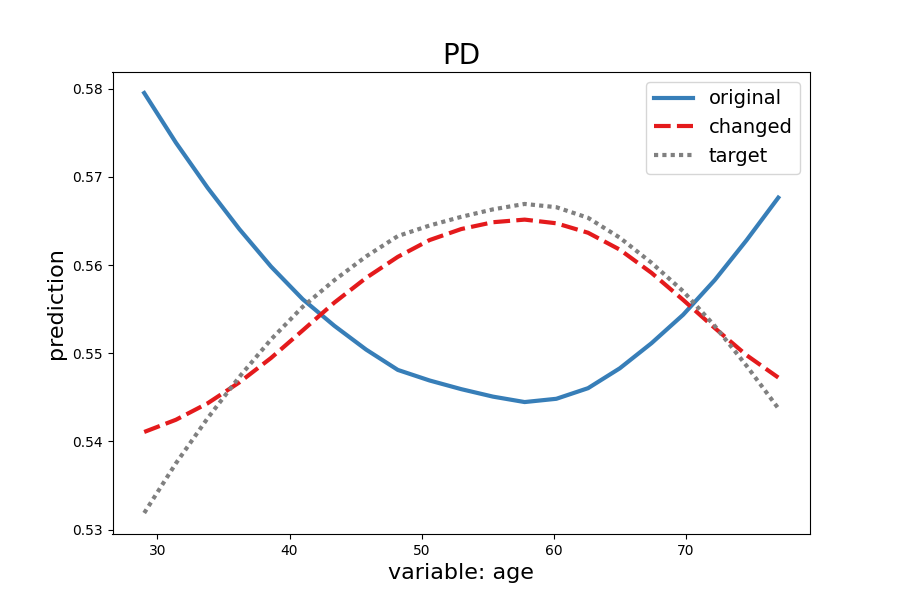 PD
original
changed
target
prediction
0.58
0.57
0.56
0.55
0.54
0.53
30 40 50 60 70
variable: age